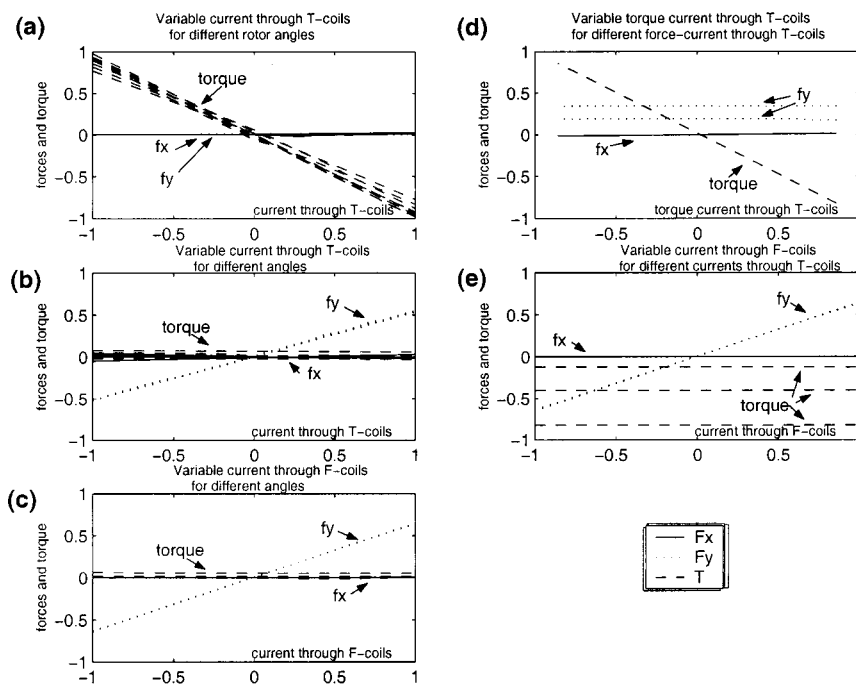 (a)
Variable current through T-coils
for different rotor angles
forces and torque
1
0.5
0
-0.5
-1
torque
fx
fy
current through T-coils
-1
-0.5
0
0.5
1
(b)
Variable current through T-coils
for different angles
forces and torque
1
0.5
0
-0.5
-1
torque
fy
fx
current through T-coils
-1
-0.5
0
0.5
1
(c)
Variable current through F-coils
for different angles
forces and torque
1
0.5
0
-0.5
-1
torque
fy
fx
current through F-coils
-1
-0.5
0
0.5
1
(d)
Variable torque current through T-coils
for different force-current through T-coils
forces and torque
1
0.5
0
-0.5
-1
fy
fx
torque
torque current through T-coils
-1
-0.5
0
0.5
1
(e)
Variable current through F-coils
for different currents through T-coils
forces and torque
1
0.5
0
-0.5
-1
fx
fy
torque
current through F-coils
-1
-0.5
0
0.5
1
Fx
Fy
T